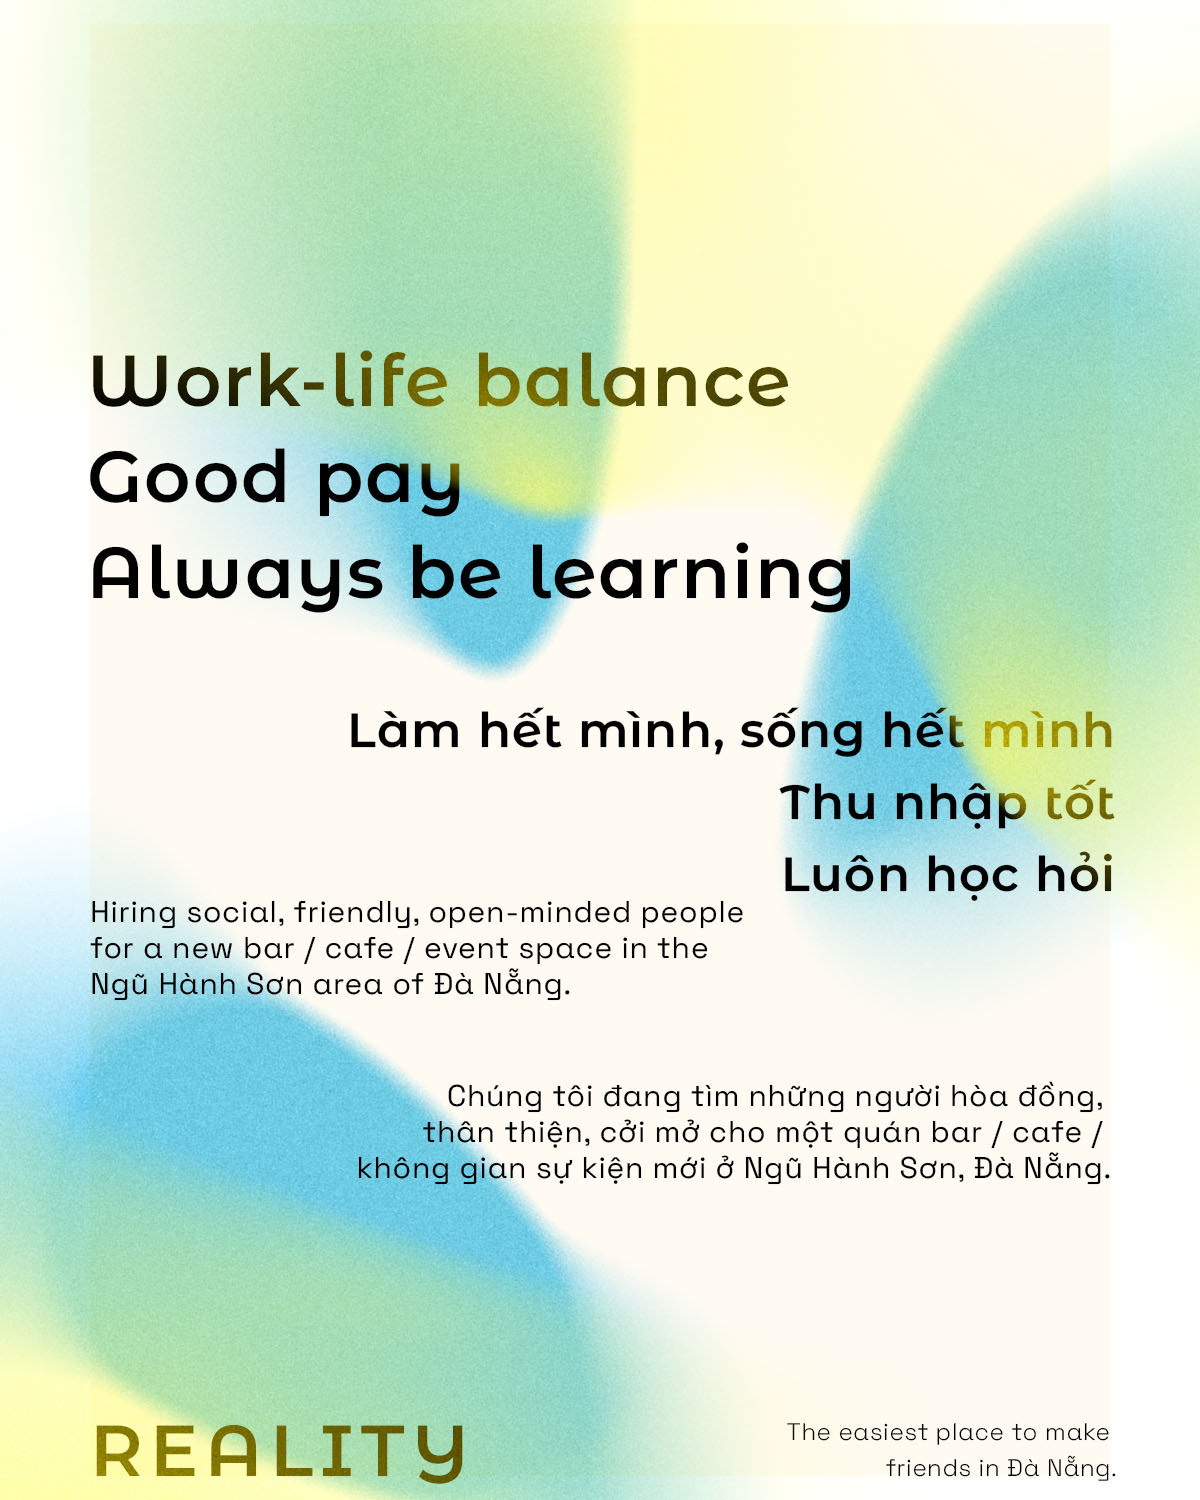 Work-life balance
Good pay
Always be learning
Làm hết mình, sống hết mình
Thu nhập tốt
Luôn học hỏi
Hiring social, friendly, open-minded people
for a new bar / cafe / event space in the
Ngũ Hành Sơn area of Đà Nẵng.
Chúng tôi đang tìm những người hòa đồng,
thân thiện, cởi mở cho một quán bar / cafe /
không gian sự kiện mới ở Ngũ Hành Sơn, Đà Nẵng.
REALITY
The easiest place to make
friends in Đà Nẵng.